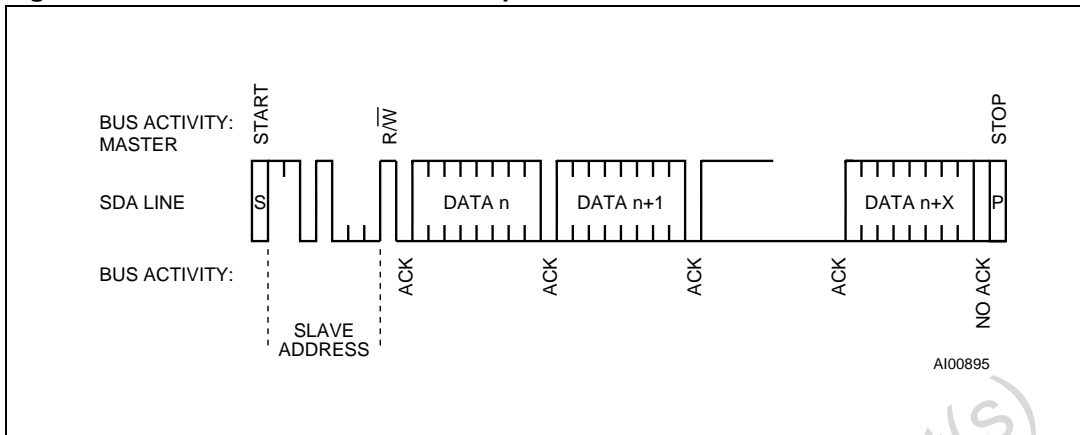 BUS ACTIVITY:
MASTER
START
R/W
STOP
SDA LINE
S
DATA n
DATA n+1
DATA n+X
P
BUS ACTIVITY:
ACK
ACK
ACK
ACK
NO ACK
SLAVE
ADDRESS
AI00895